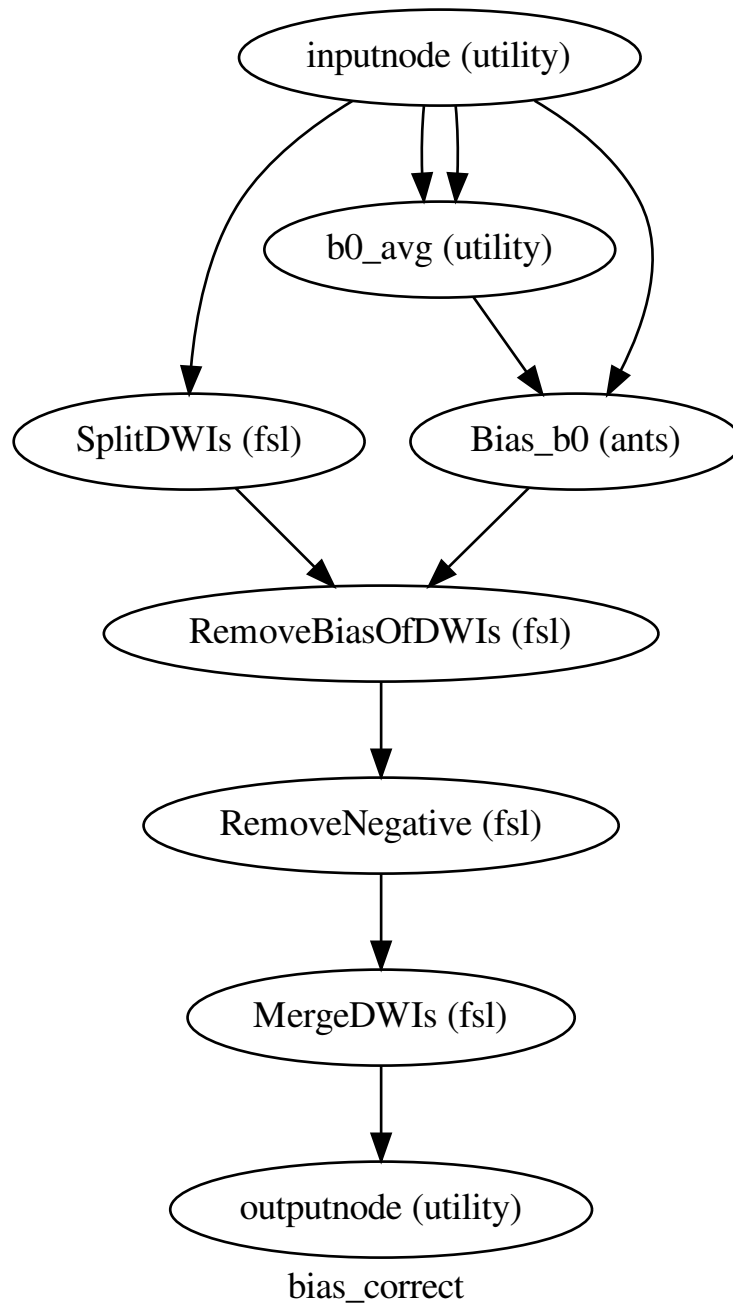 inputnode (utility)
b0_avg (utility)
SplitDWIs (fsl)
Bias_b0 (ants)
RemoveBiasOfDWIs (fsl)
RemoveNegative (fsl)
MergeDWIs (fsl)
outputnode (utility)
bias_correct